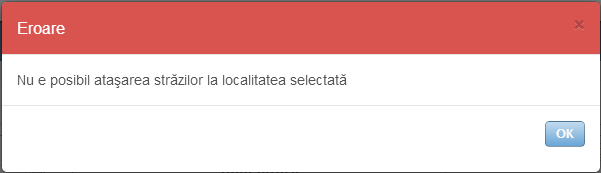 Eroare
×
Nu e posibil ataşarea străzilor la localitatea selectată
OK